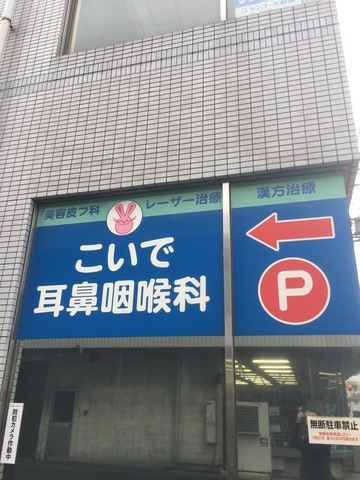 美容皮フ科
レーザー治療
漢方治療
こいで
耳鼻咽喉科
P
無断駐車禁止
防犯カメラ作動中